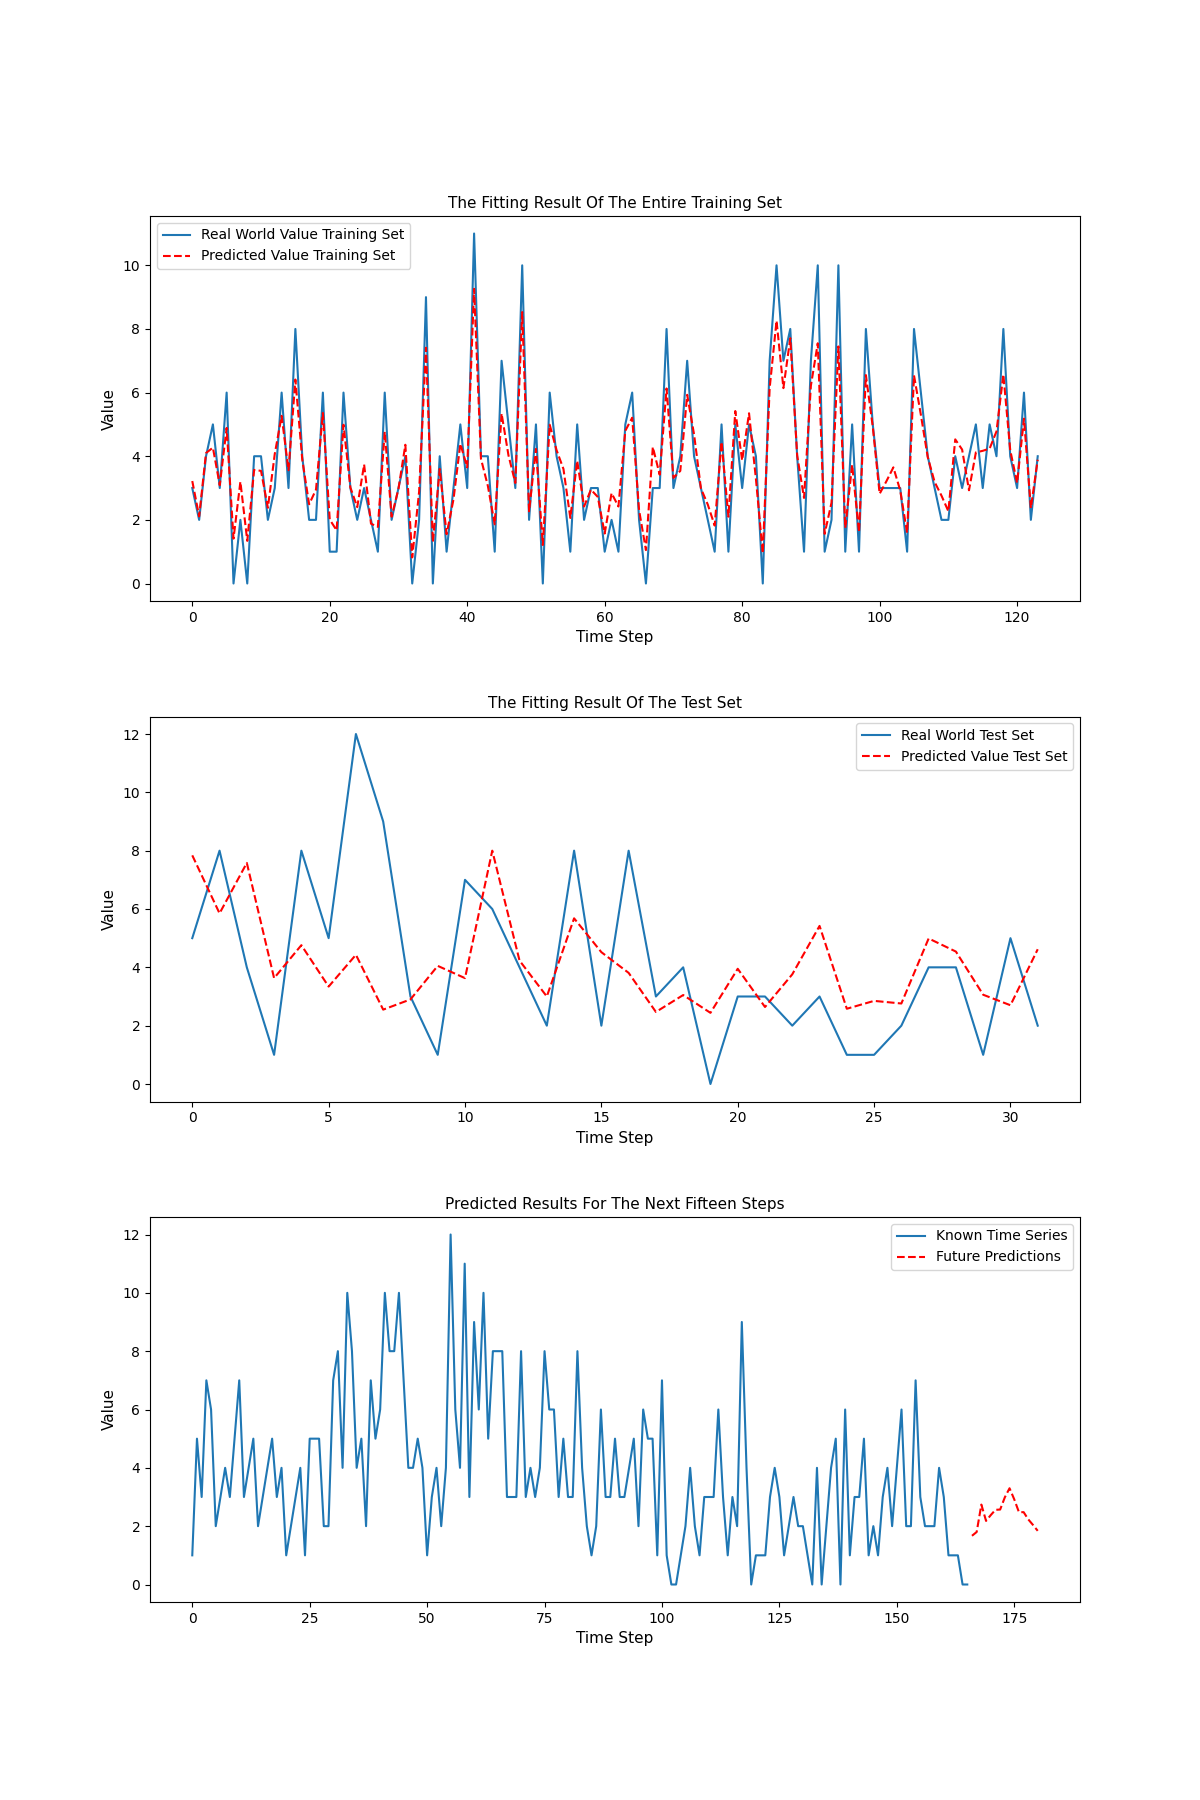 The Fitting Result Of The Entire Training Set
Real World Value Training Set
Predicted Value Training Set
Value
10
8
6
4
2
0
0 20 40 60 80 100 120
Time Step
The Fitting Result Of The Test Set
Real World Test Set
Predicted Value Test Set
Value
12
10
8
6
4
2
0
0 5 10 15 20 25 30
Time Step
Predicted Results For The Next Fifteen Steps
Known Time Series
Future Predictions
Value
12
10
8
6
4
2
0
0 25 50 75 100 125 150 175
Time Step